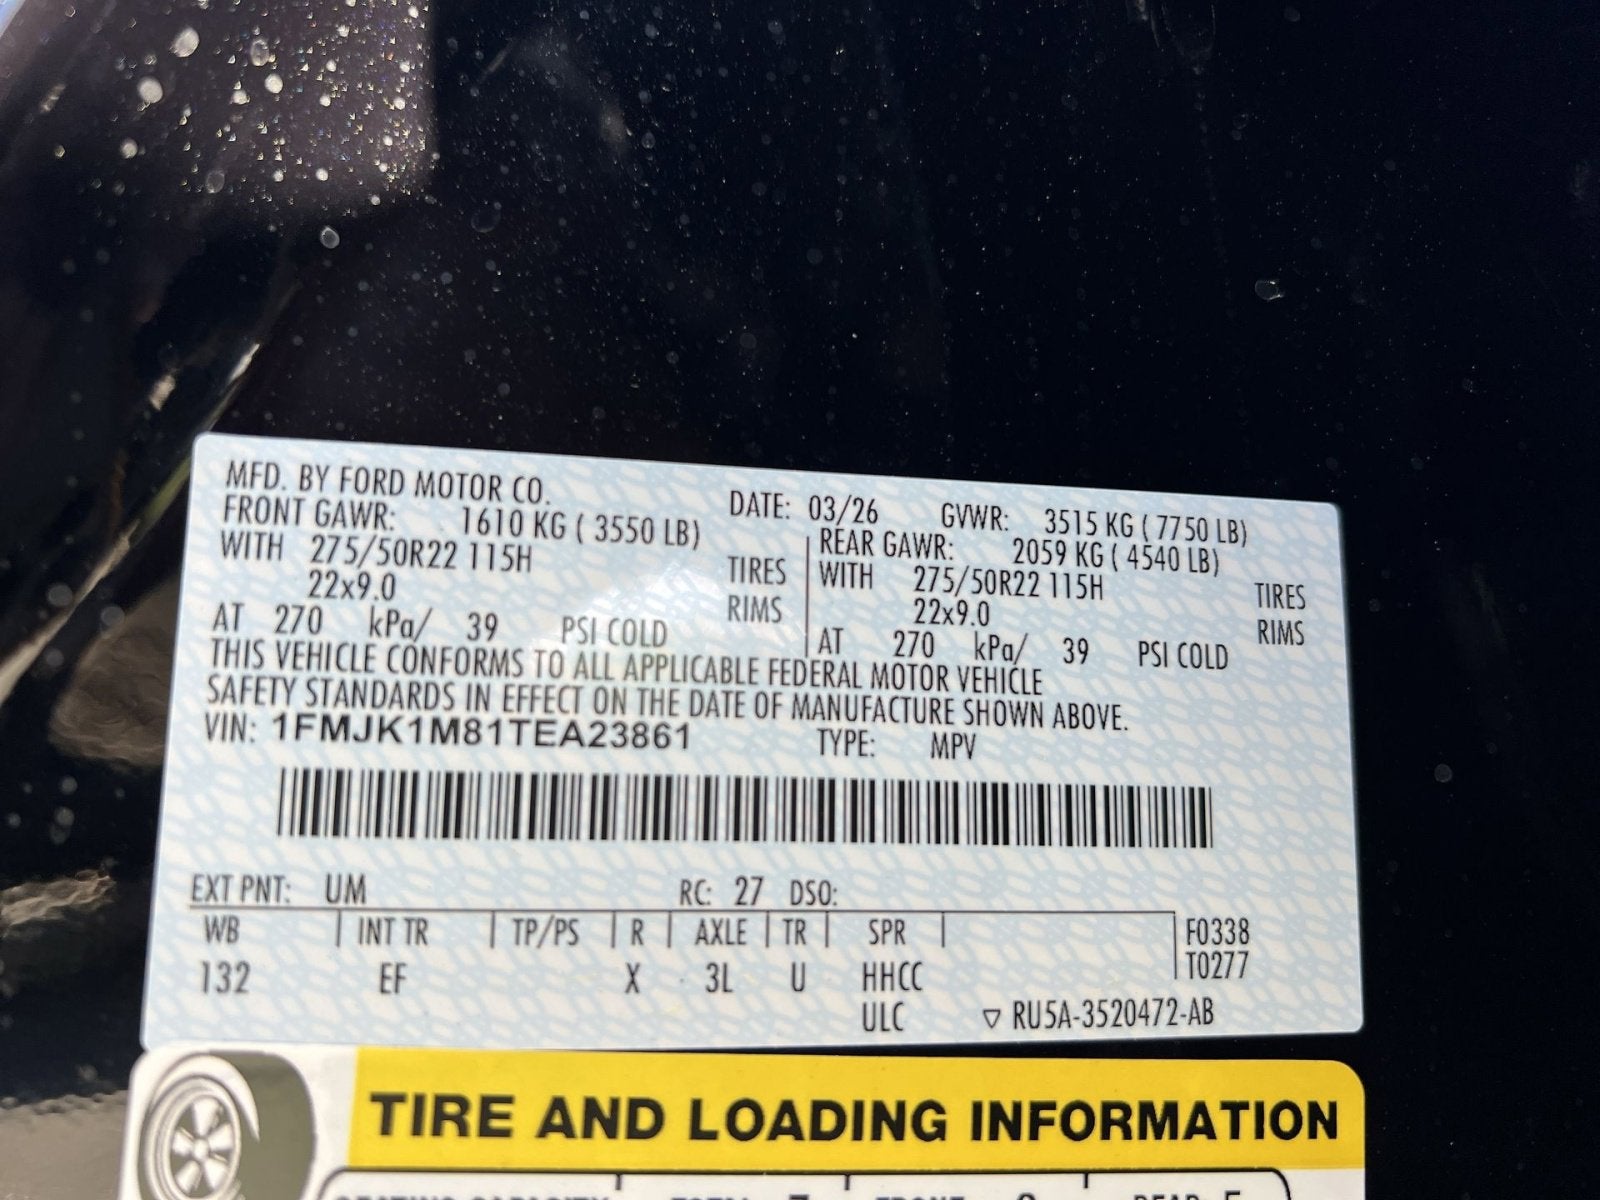 MFD. BY FORD MOTOR CO. DATE: 03/26 GVWR: 3515 KG ( 7750 LB)
FRONT GAWR: 1610 KG ( 3550 LB) REAR GAWR: 2059 KG ( 4540 LB)
WITH 275/50R22 115H TIRES WITH 275/50R22 115H TIRES
22x9.0 RIMS 22x9.0 RIMS
AT 270 kPa/ 39 PSI COLD AT 270 kPa/ 39 PSI COLD
THIS VEHICLE CONFORMS TO ALL APPLICABLE FEDERAL MOTOR VEHICLE
SAFETY STANDARDS IN EFFECT ON THE DATE OF MANUFACTURE SHOWN ABOVE.
VIN: 1FMJK1M81TEA23861 TYPE: MPV
EXT PNT: UM RC: 27 DSO:
WB INT TR TP/PS R AXLE TR SPR F0338
132 EF X 3L U HHCC T0277
ULC ▽ RU5A-3520472-AB
TIRE AND LOADING INFORMATION